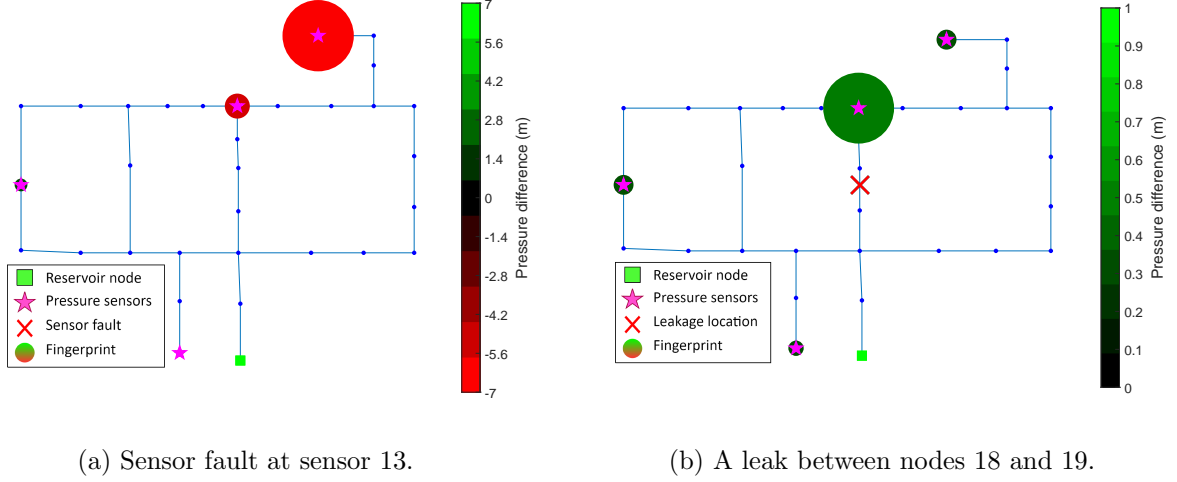 7
5.6
4.2
2.8
1.4
0
-1.4
-2.8
-4.2
-5.6
-7
Pressure difference (m)
Reservoir node
Pressure sensors
Sensor fault
Fingerprint
(a) Sensor fault at sensor 13.
1
0.9
0.8
0.7
0.6
0.5
0.4
0.3
0.2
0.1
0
Pressure difference (m)
Reservoir node
Pressure sensors
Leakage location
Fingerprint
(b) A leak between nodes 18 and 19.